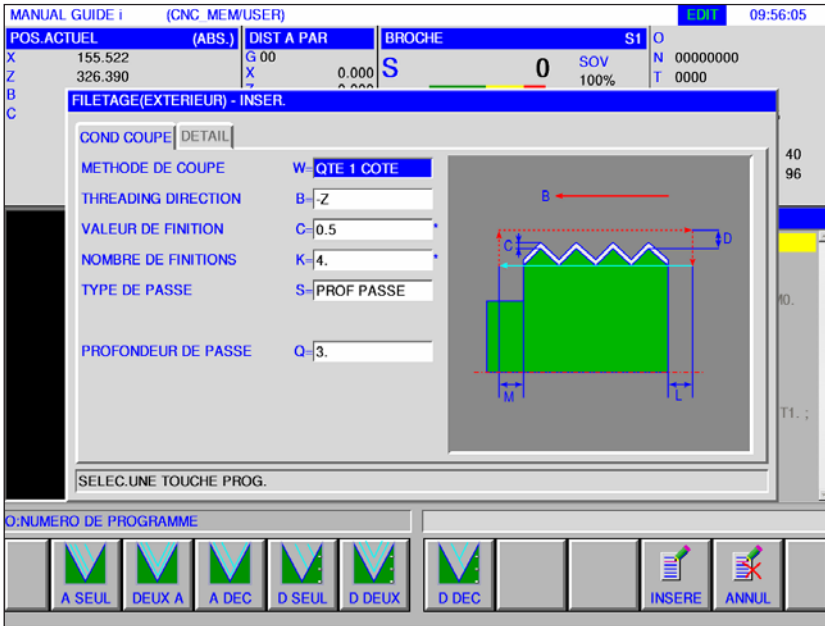 MANUAL GUIDE i (CNC_MEM/USER) EDIT 09:56:05
POS.ACTUEL (ABS.) DIST A PAR BROCHE S1 O
X 155.522 G 00 S 0 SOV N 00000000
Z 326.390 X 0.000 100% T 0000
B
C
FILETAGE(EXTERIEUR) - INSER.
COND COUPE DETAIL
METHODE DE COUPE W= QTE 1 COTE
THREADING DIRECTION B= -Z
VALEUR DE FINITION C= 0.5 *
NOMBRE DE FINITIONS K= 4. *
TYPE DE PASSE S= PROF PASSE
PROFONDEUR DE PASSE Q= 3.
B
C
D
M
L
40
96
M0.
T1. ;
SELEC.UNE TOUCHE PROG.
O:NUMERO DE PROGRAMME
A SEUL DEUX A A DEC D SEUL D DEUX D DEC INSERE ANNUL